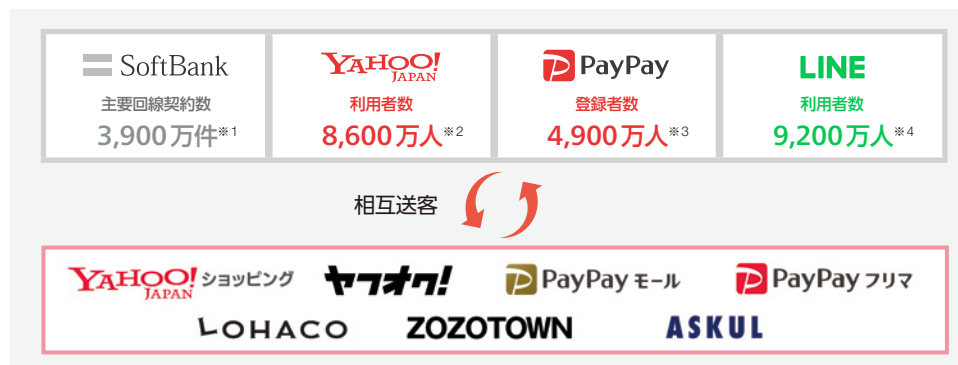 SoftBank
主要回線契約数
3,900万件※1
YAHOO!
JAPAN
利用者数
8,600万人※2
PayPay
登録者数
4,900万人※3
LINE
利用者数
9,200万人※4
相互送客
YAHOO! ショッピング
JAPAN
ヤフオク!
PayPay モール
PayPay フリマ
LOHACO
ZOZOTOWN
ASKUL